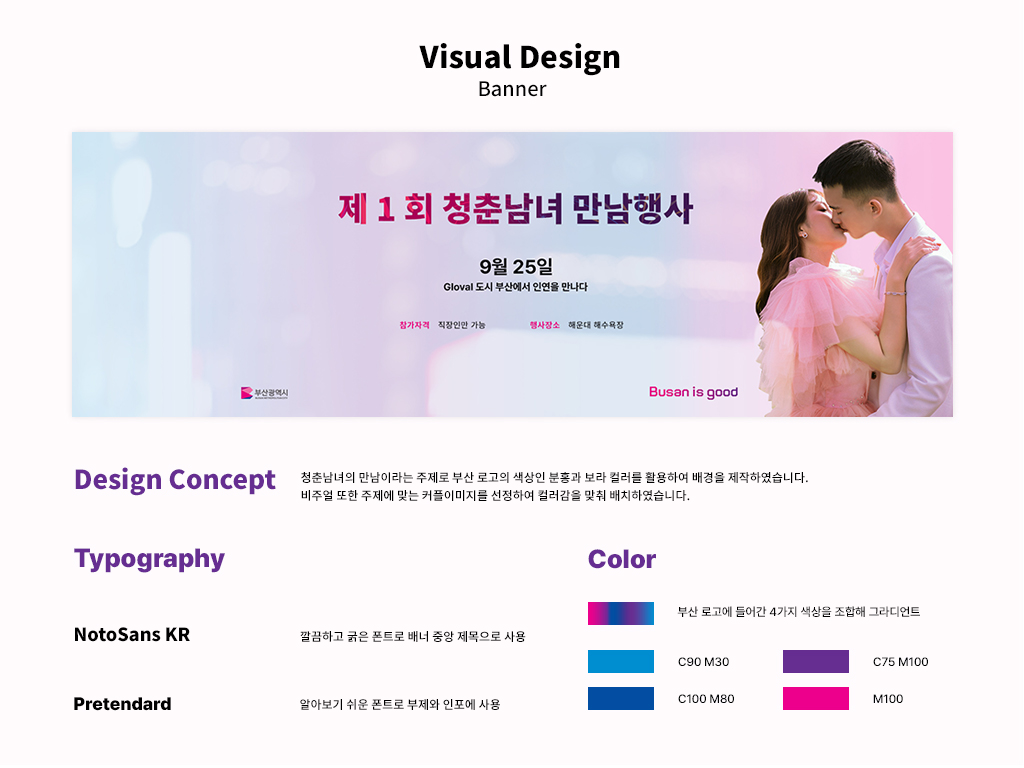 Visual Design
Banner
제 1 회 청춘남녀 만남행사
9월 25일
Gloval 도시 부산에서 인연을 만나다
참가자격 직장인만 가능 행사장소 해운대 해수욕장
부산광역시
Busan is good
Design Concept
청춘남녀의 만남이라는 주제로 부산 로고의 색상인 분홍과 보라 컬러를 활용하여 배경을 제작하였습니다.
비주얼 또한 주제에 맞는 커플이미지를 선정하여 컬러감을 맞춰 배치하였습니다.
Typography
Color
부산 로고에 들어간 4가지 색상을 조합해 그라디언트
NotoSans KR
깔끔하고 굵은 폰트로 배너 중앙 제목으로 사용
C90 M30
C75 M100
Pretendard
알아보기 쉬운 폰트로 부제와 인포에 사용
C100 M80
M100